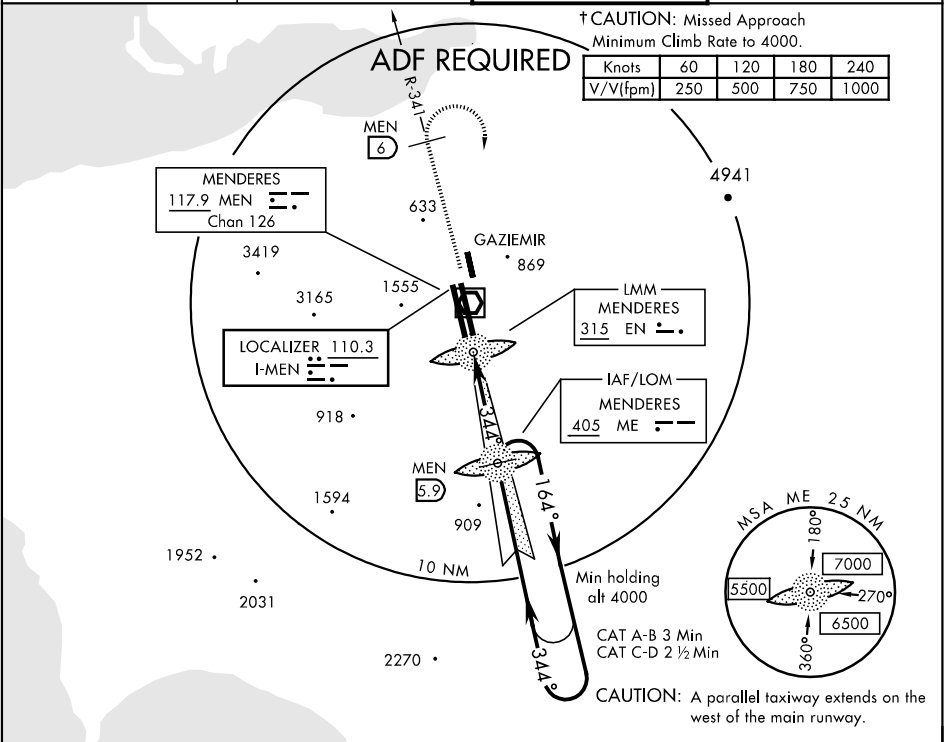 † CAUTION: Missed Approach
Minimum Climb Rate to 4000.
Knots 60 120 180 240
V/V(fpm) 250 500 750 1000
ADF REQUIRED
R-341
MEN
6
4941
MENDERES
117.9 MEN
Chan 126
633
GAZIEMIR
869
3419
3165
1555
LMM
MENDERES
315 EN
LOCALIZER 110.3
I-MEN
IAF/LOM
MENDERES
405 ME
344°
918
MEN
5.9
164°
1594
909
MSA ME 25 NM
180°
7000
5500
270°
6500
360°
1952
10 NM
2031
Min holding
alt 4000
CAT A-B 3 Min
CAT C-D 2 ½ Min
2270
344°
CAUTION: A parallel taxiway extends on the
west of the main runway.